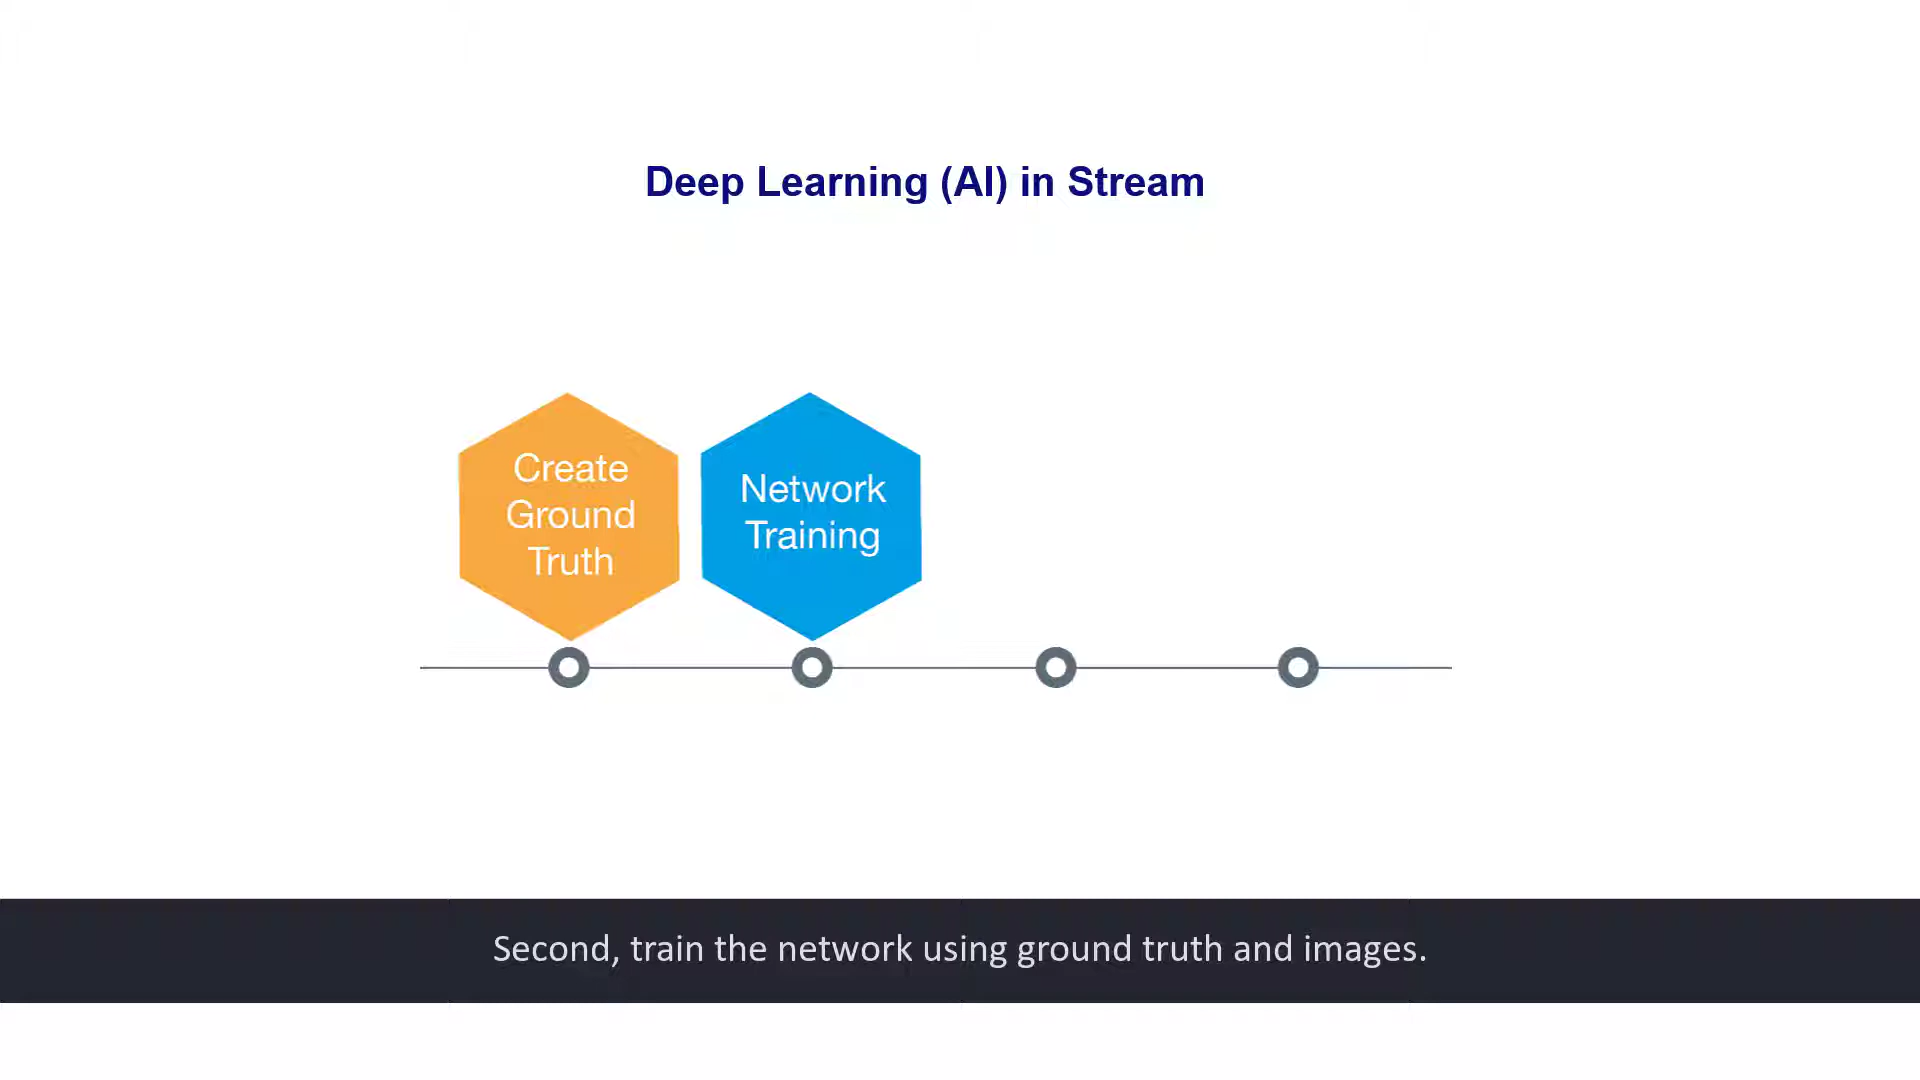 Deep Learning (AI) in Stream
Create
Ground
Truth
Network
Training
Second, train the network using ground truth and images.